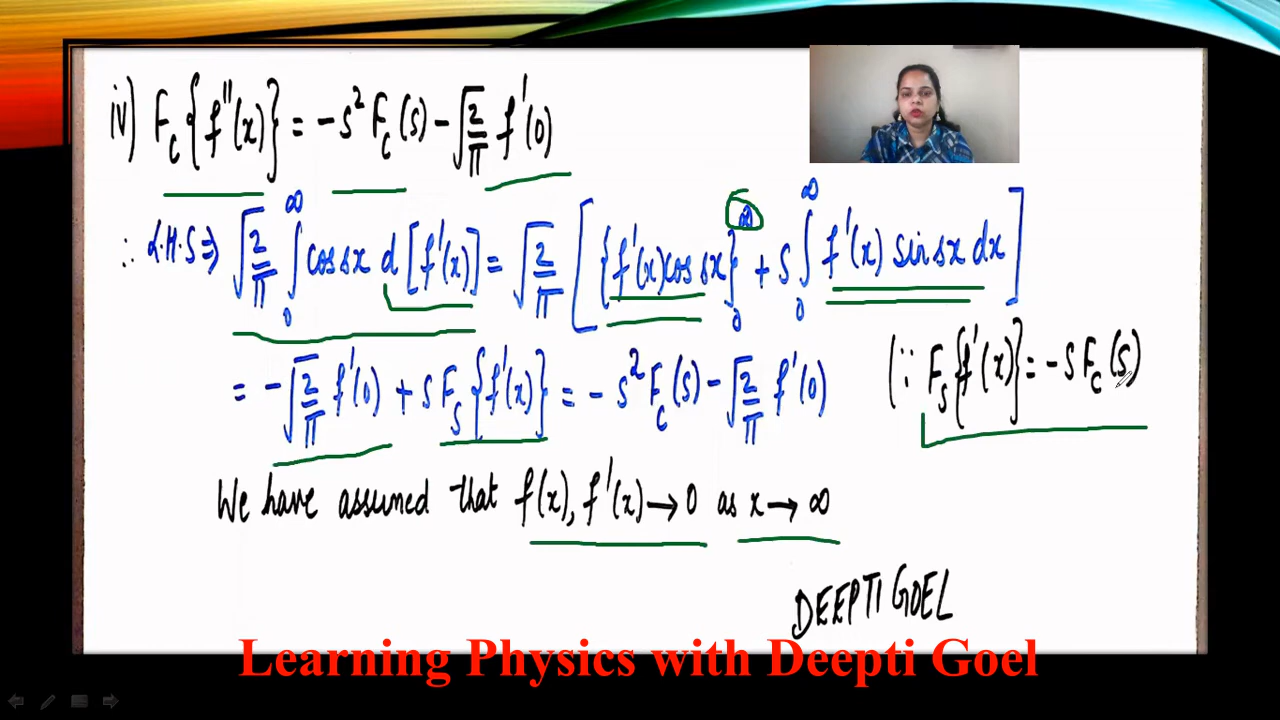 iv) F_c{f''(x)} = -s² F_c(s) - √(2/π) f'(0)
∴ L.H.S ⇒ √(2/π) ∫₀^∞ cos sx d[f'(x)] = √(2/π) [ {f'(x) cos sx}₀^∞ + s ∫₀^∞ f'(x) sin sx dx ]
= -√(2/π) f'(0) + s F_s{f'(x)} = -s² F_c(s) - √(2/π) f'(0)
(∵ F_s{f'(x)} = -s F_c(s)
We have assumed that f(x), f'(x) → 0 as x → ∞
DEEPTI GOEL
Learning Physics with Deepti Goel